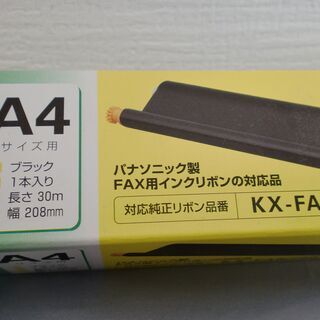 A4
サイズ用
ブラック
1本入り
長さ 30m
幅 208mm
パナソニック製
FAX用インクリボンの対応品
対応純正リボン品番
KX-FA
A4